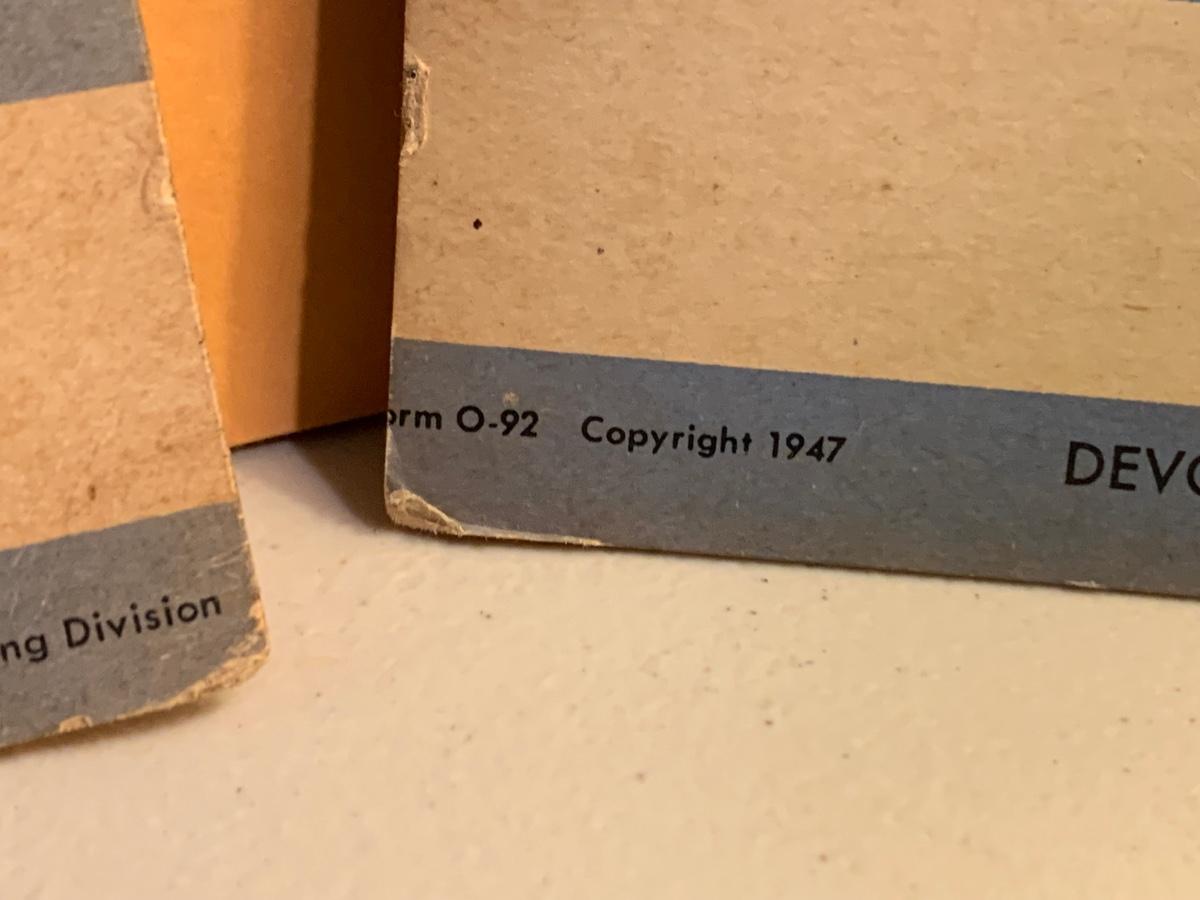 orm O-92 Copyright 1947 DEVO
ng Division